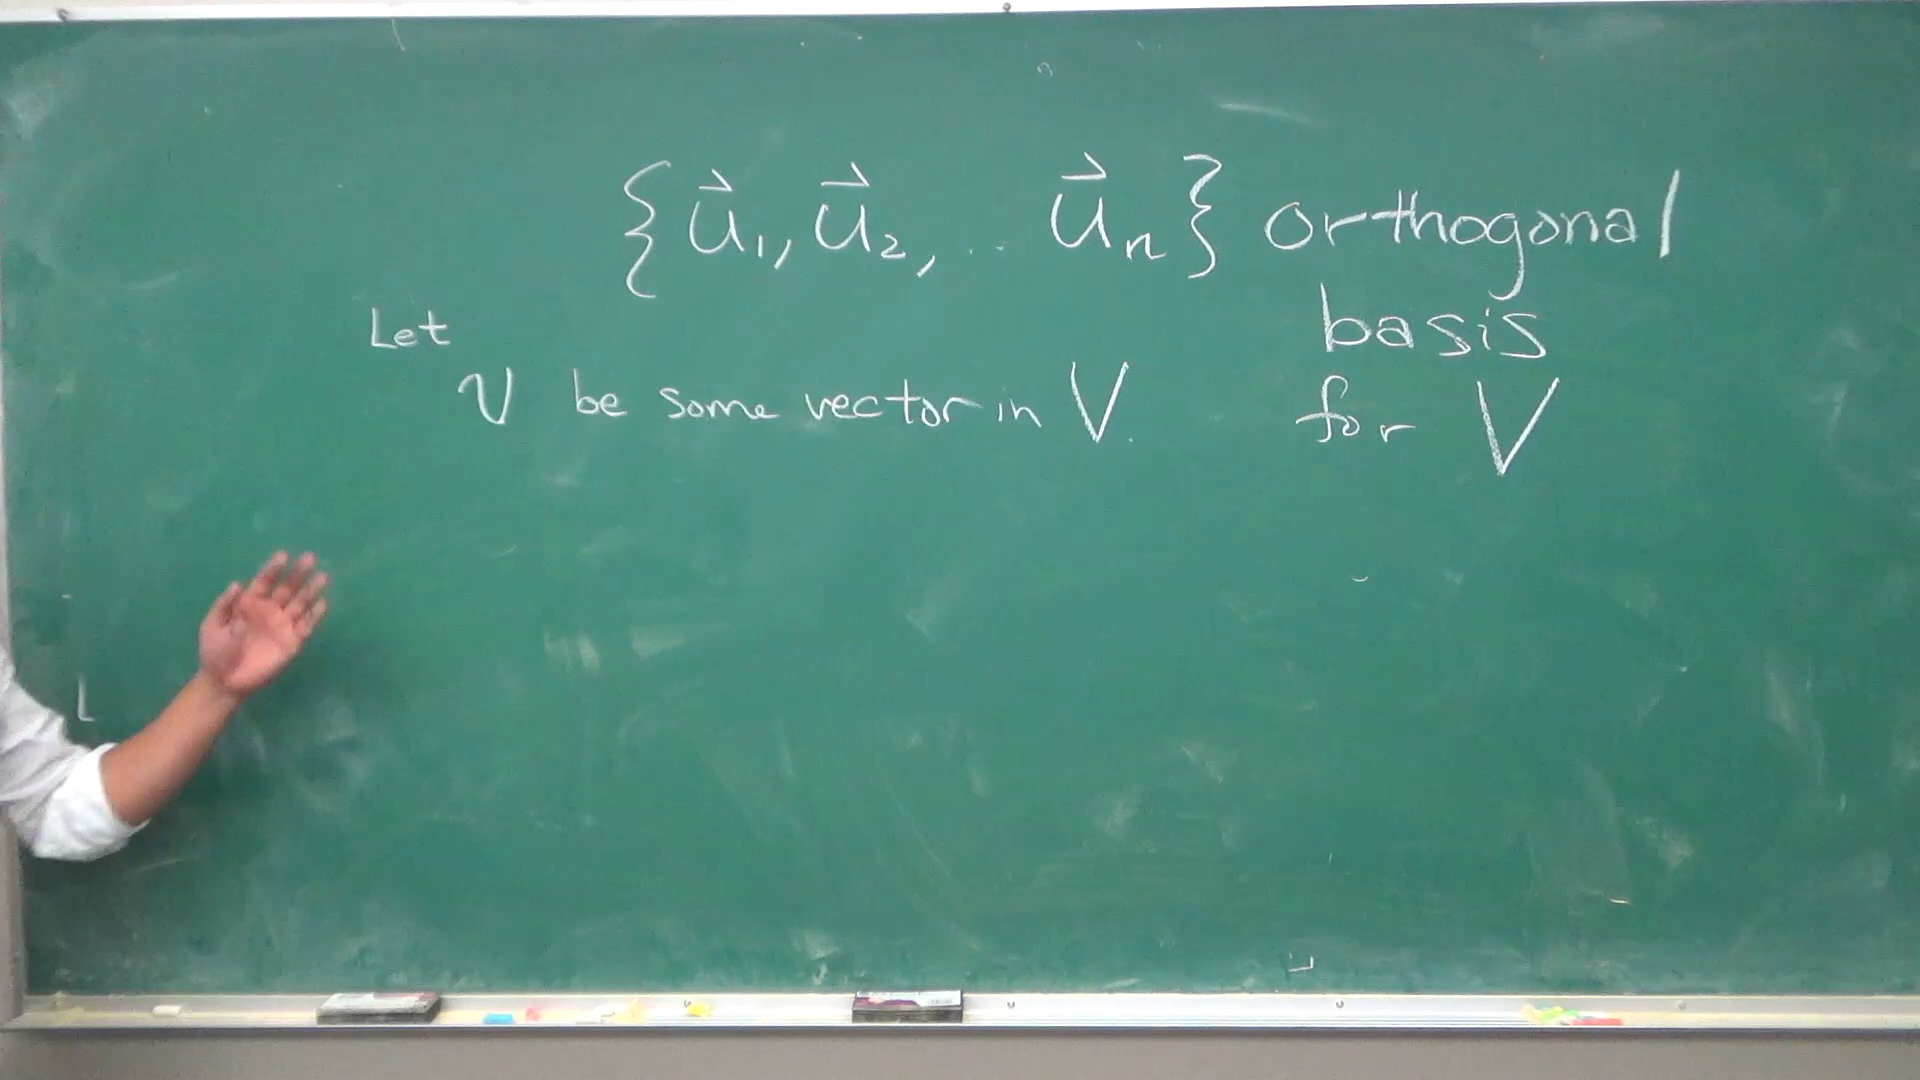 {u⃗₁, u⃗₂, .. u⃗ₙ} orthogonal
basis
for V
Let
v be some vector in V.